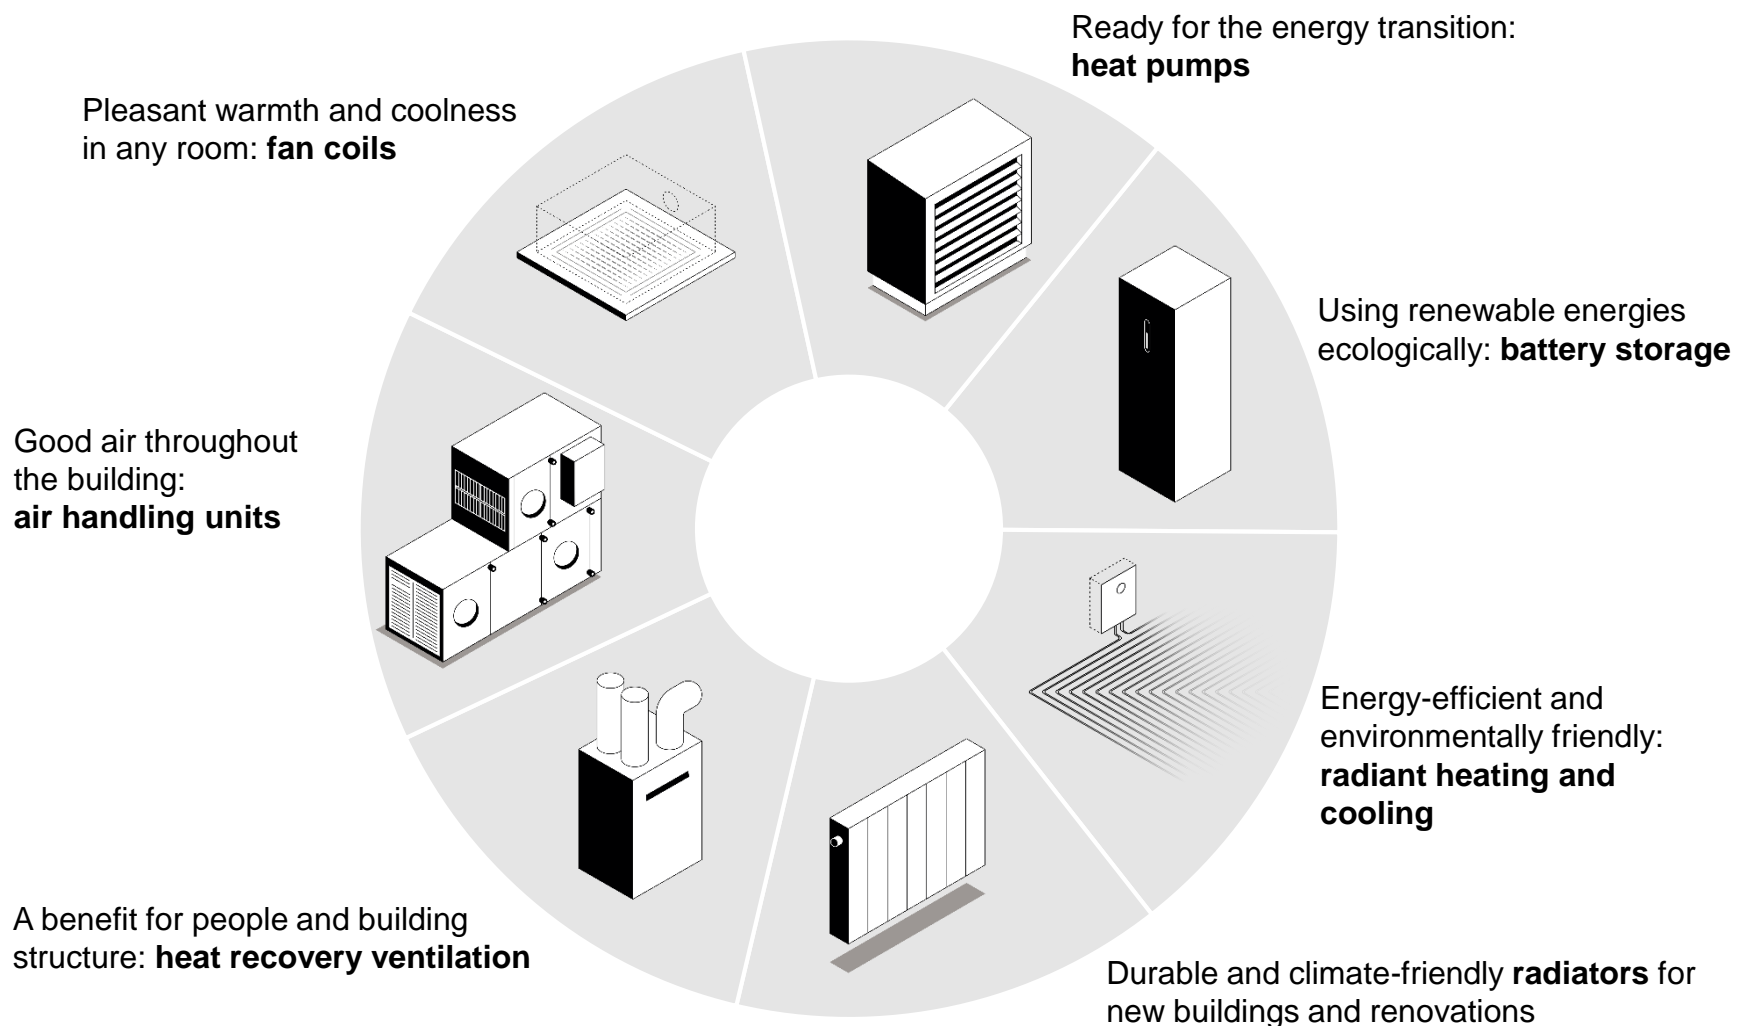 Ready for the energy transition:
heat pumps
Pleasant warmth and coolness
in any room: fan coils
Using renewable energies
ecologically: battery storage
Good air throughout
the building:
air handling units
Energy-efficient and
environmentally friendly:
radiant heating and
cooling
A benefit for people and building
structure: heat recovery ventilation
Durable and climate-friendly radiators for
new buildings and renovations